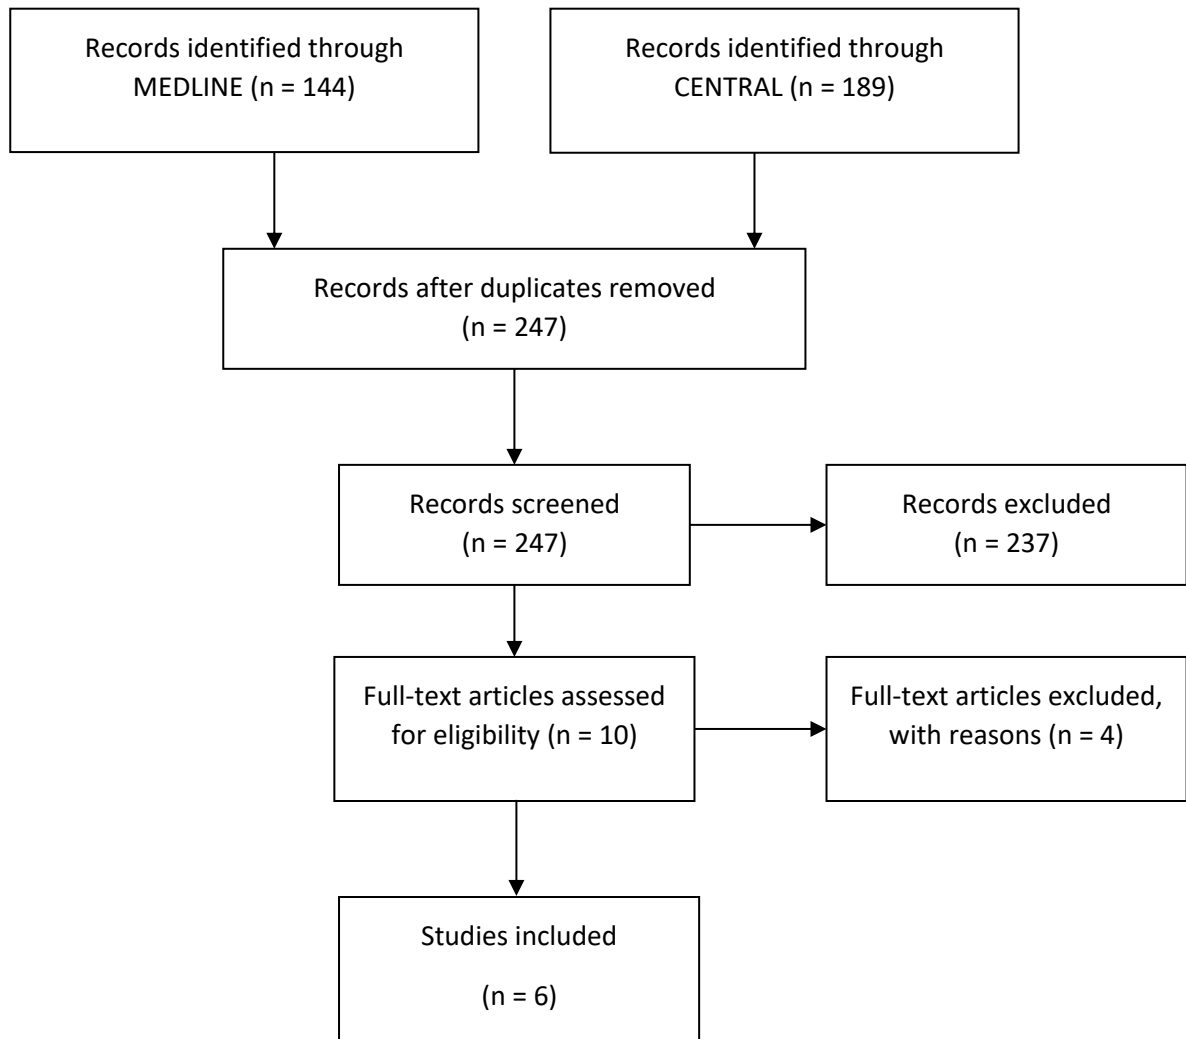 Records identified through
MEDLINE (n = 144)
Records identified through
CENTRAL (n = 189)
Records after duplicates removed
(n = 247)
Records screened
(n = 247)
Records excluded
(n = 237)
Full-text articles assessed
for eligibility (n = 10)
Full-text articles excluded,
with reasons (n = 4)
Studies included
(n = 6)